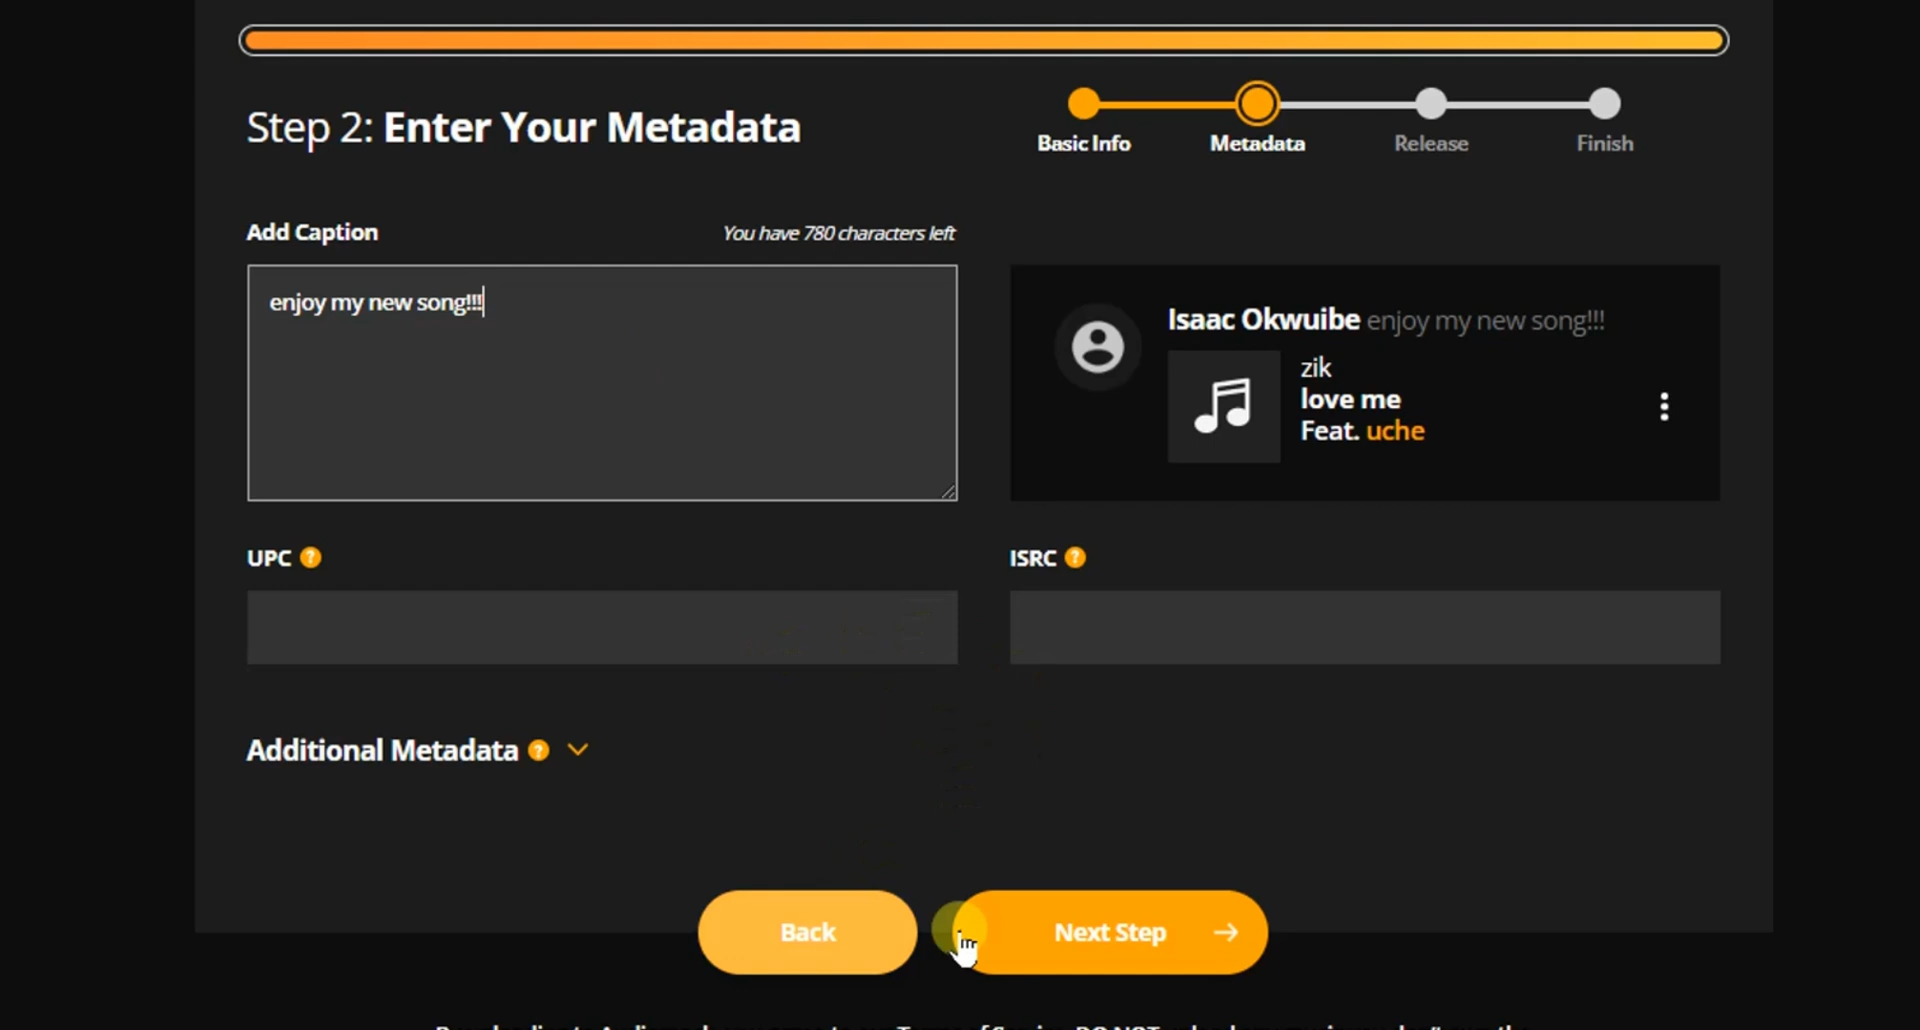 Step 2: Enter Your Metadata
Basic Info
Metadata
Release
Finish
Add Caption
You have 780 characters left
enjoy my new song!!!
Isaac Okwuibe enjoy my new song!!!
zik
love me
Feat. uche
UPC ?
ISRC ?
Additional Metadata ?
Back
Next Step →